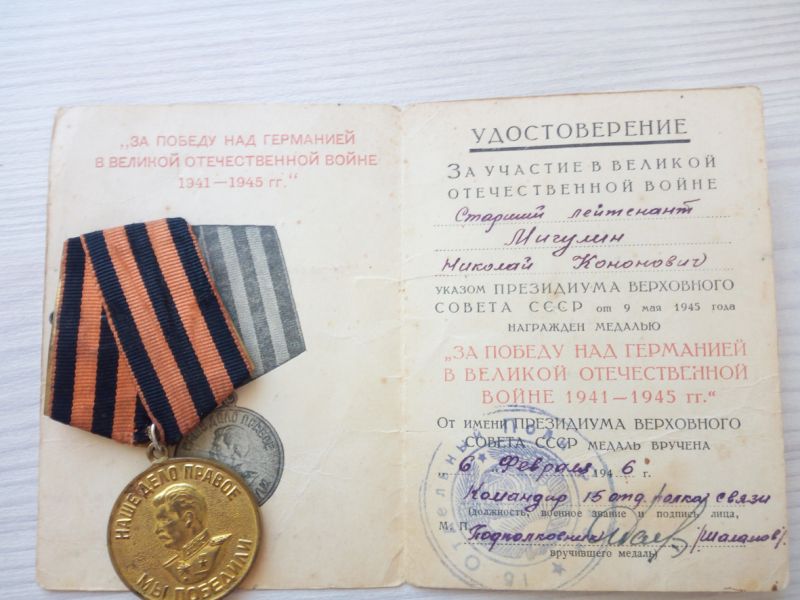 „ЗА ПОБЕДУ НАД ГЕРМАНИЕЙ
В ВЕЛИКОЙ ОТЕЧЕСТВЕННОЙ ВОЙНЕ
1941—1945 гг.“
НАШЕ ДЕЛО ПРАВОЕ
МЫ ПОБЕДИЛИ
УДОСТОВЕРЕНИЕ
ЗА УЧАСТИЕ В ВЕЛИКОЙ
ОТЕЧЕСТВЕННОЙ ВОЙНЕ
Старший лейтенант
Мигулин
Николай Кононович
УКАЗОМ ПРЕЗИДИУМА ВЕРХОВНОГО
СОВЕТА СССР от 9 мая 1945 года
НАГРАЖДЕН МЕДАЛЬЮ
„ЗА ПОБЕДУ НАД ГЕРМАНИЕЙ
В ВЕЛИКОЙ ОТЕЧЕСТВЕННОЙ
ВОЙНЕ 1941—1945 гг.“
От имени ПРЕЗИДИУМА ВЕРХОВНОГО
СОВЕТА СССР МЕДАЛЬ ВРУЧЕНА
„6 „Февраля 1946 г.
Командир 15 отд. полка связи
(Должность, военное звание и подпись лица,
М. П. Подполковник /Шаланов/
вручившего медаль)